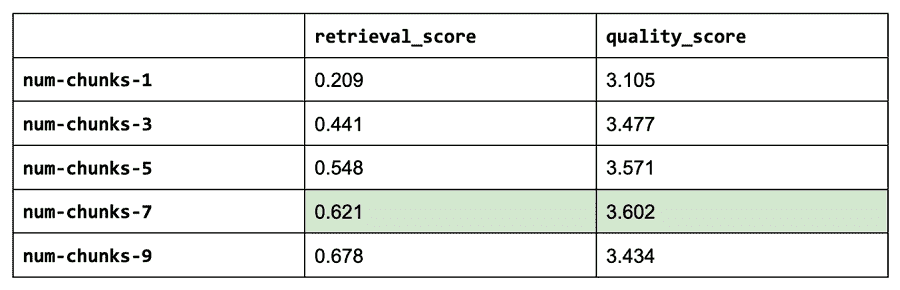 retrieval_score quality_score
num-chunks-1 0.209 3.105
num-chunks-3 0.441 3.477
num-chunks-5 0.548 3.571
num-chunks-7 0.621 3.602
num-chunks-9 0.678 3.434